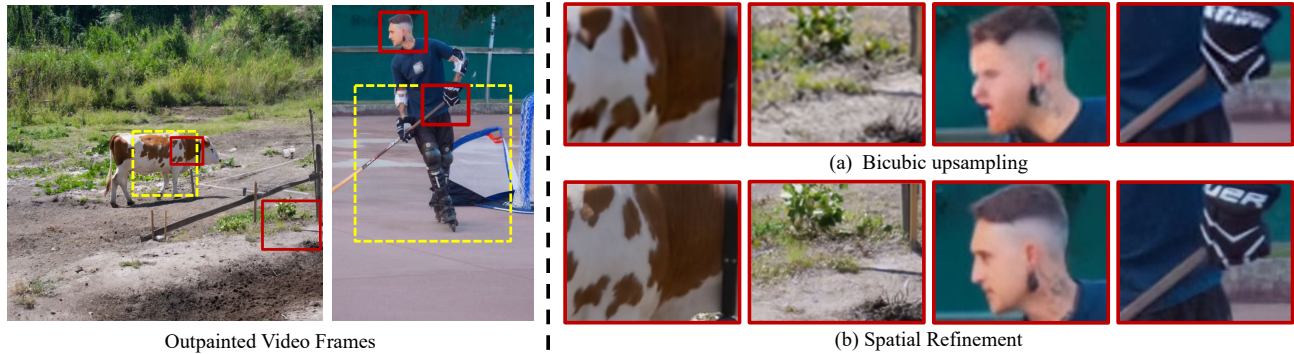 (a) Bicubic upsampling
UER
Outpainted Video Frames
(b) Spatial Refinement